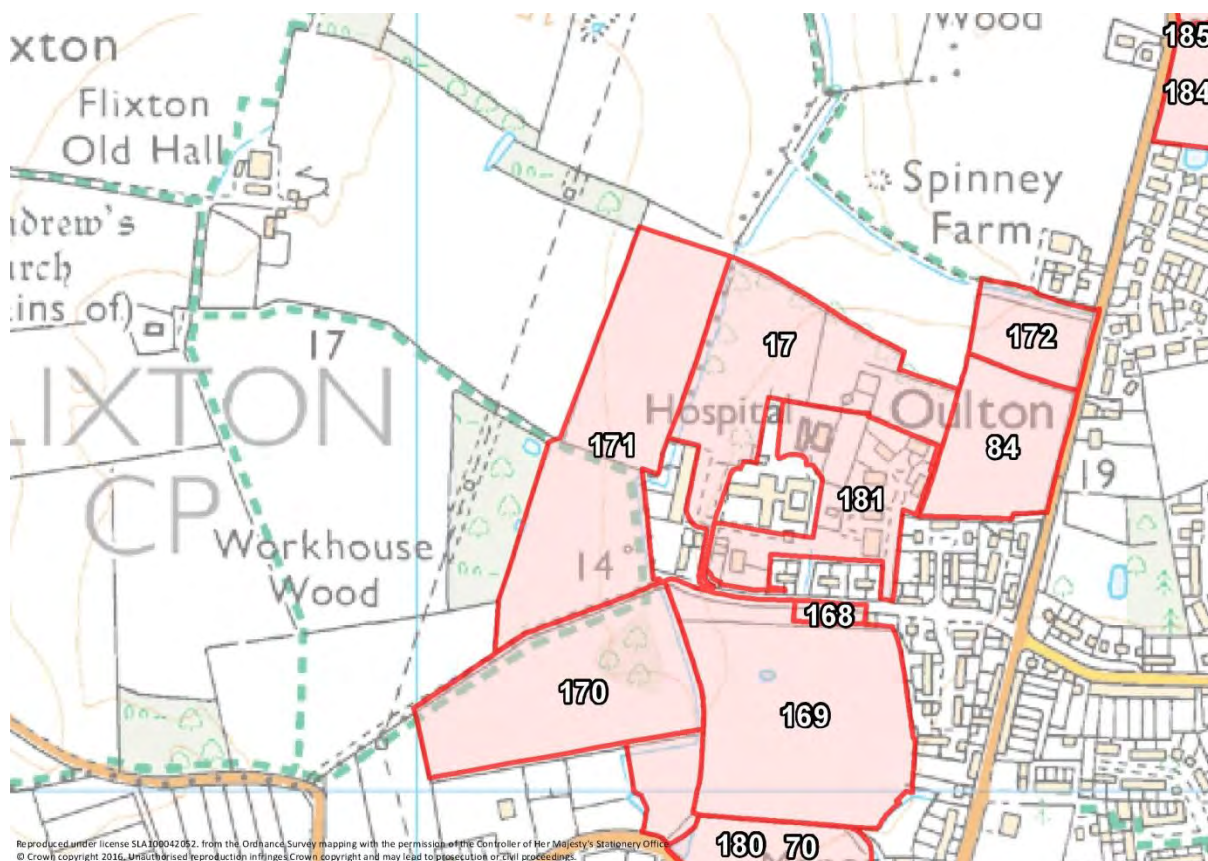 xton
Wood
185
184
Flixton
Old Hall
Spinney
Farm
ndrew's
urch
ins of)
17
17
172
LIXTON
CP
Hospital
Oulton
171
84
181
19
Workhouse
Wood
14
168
170
169
180
70
Reproduced under license SLA100042052. from the Ordnance Survey mapping with the permission of the Controller of Her Majesty's Stationery Office
© Crown copyright 2016. Unauthorised reproduction infringes Crown copyright and may lead to prosecution or civil proceedings.